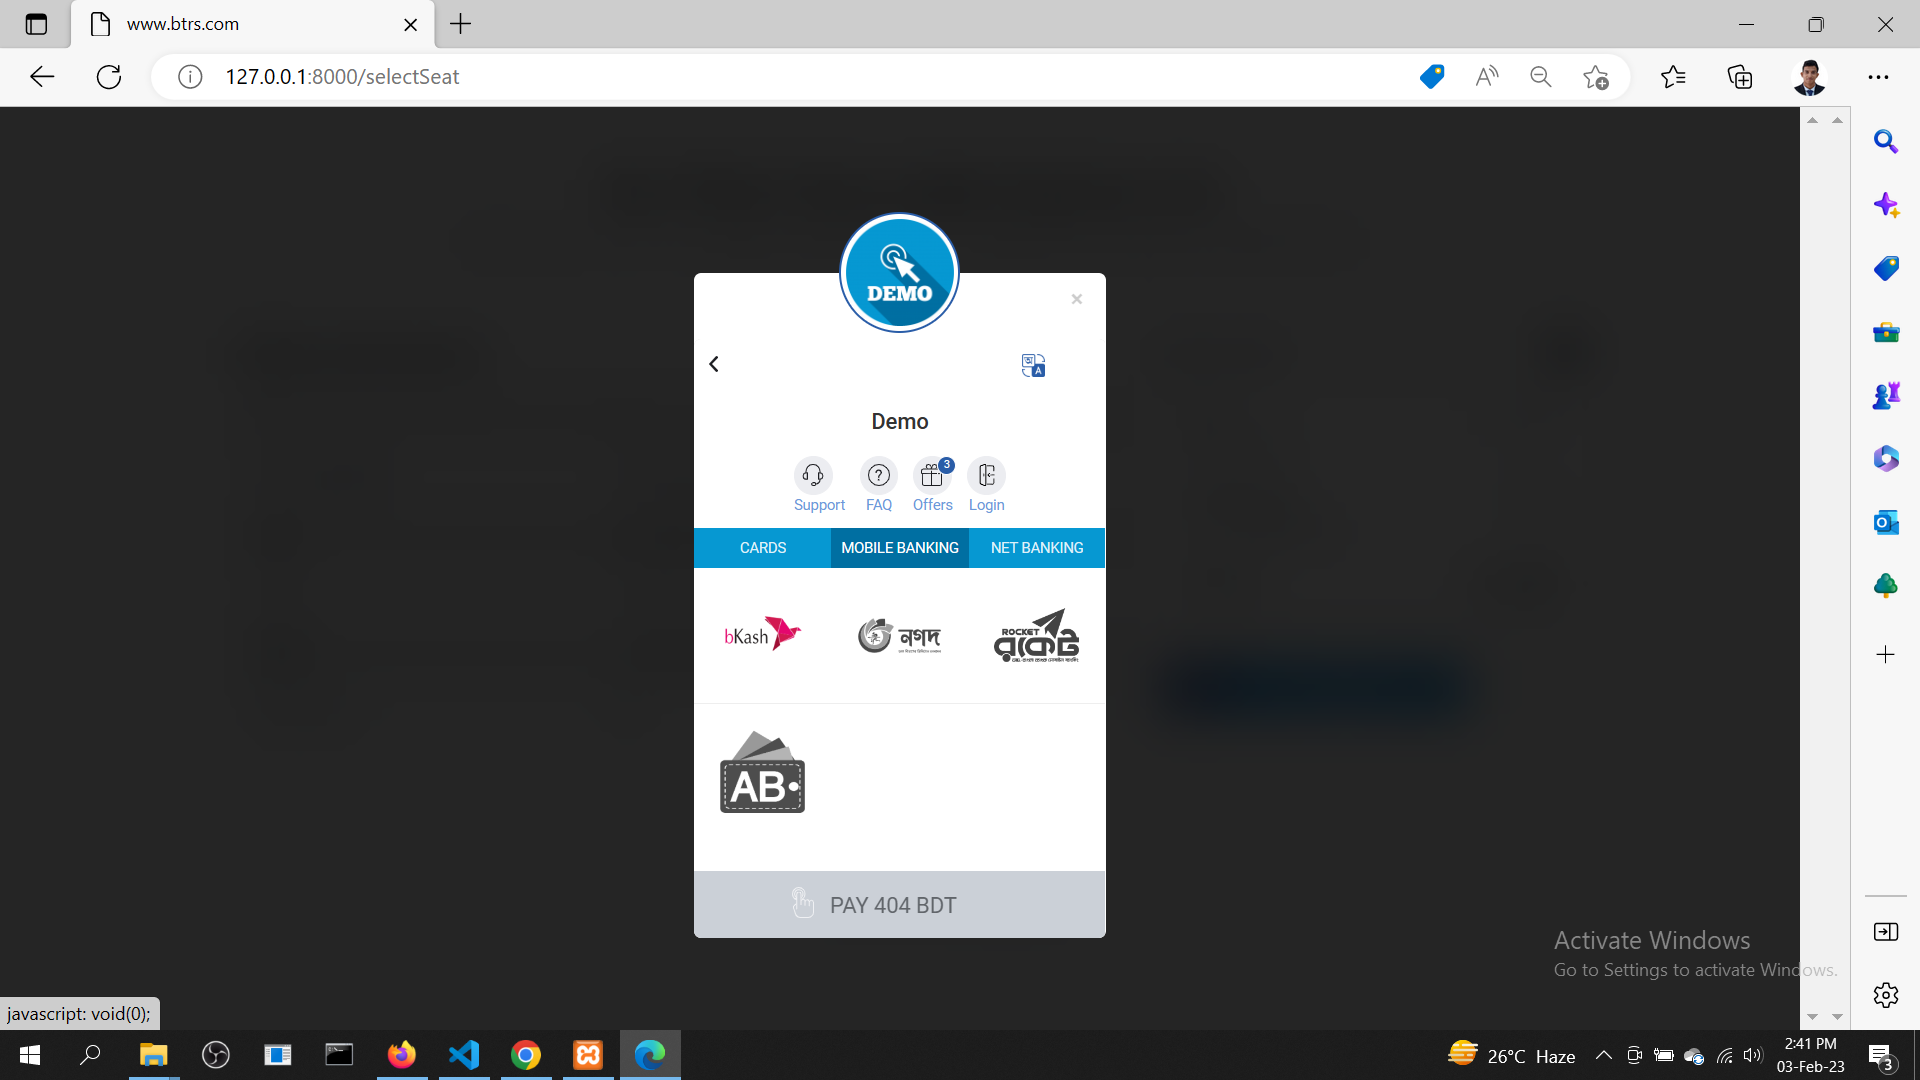 www.btrs.com
127.0.0.1:8000/selectSeat
DEMO
Demo
3
Support FAQ Offers Login
CARDS MOBILE BANKING NET BANKING
bKash নগদ ROCKET রকেট
AB
PAY 404 BDT
Activate Windows
Go to Settings to activate Windows.
javascript: void(0);
26°C Haze
2:41 PM
03-Feb-23
3